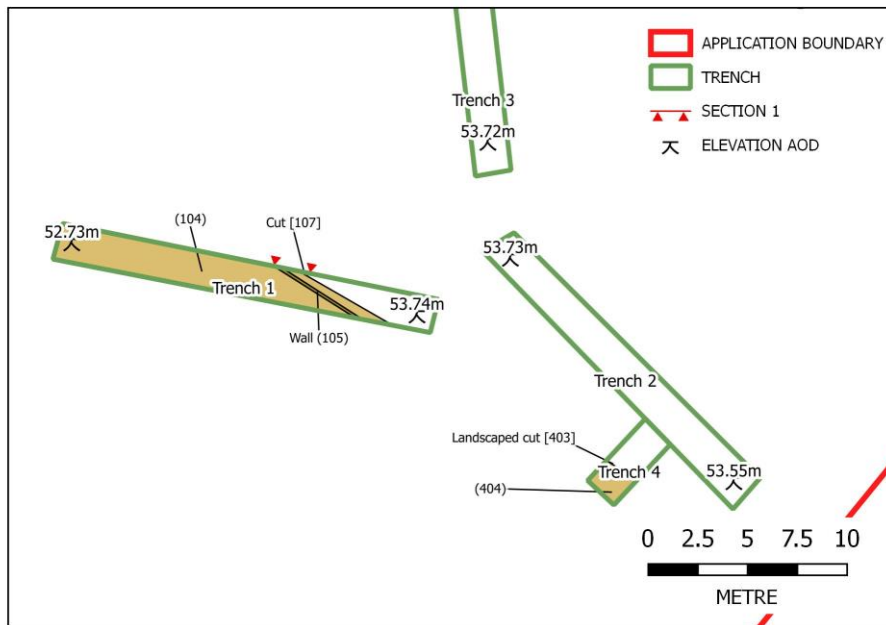 APPLICATION BOUNDARY
TRENCH
SECTION 1
ELEVATION AOD
Trench 3
53.72m
(104)
Cut [107]
52.73m
Trench 1
53.74m
Wall (105)
53.73m
Trench 2
Landscaped cut [403]
Trench 4
(404)
53.55m
0 2.5 5 7.5 10
METRE